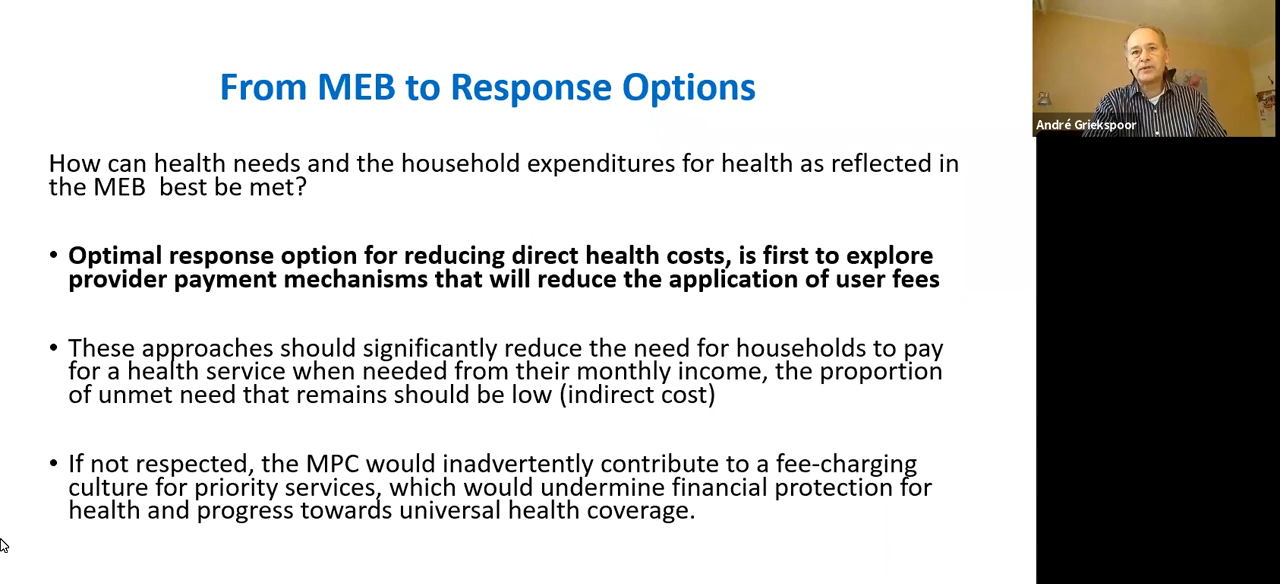 From MEB to Response Options
André Griekspoor
How can health needs and the household expenditures for health as reflected in
the MEB  best be met?
• Optimal response option for reducing direct health costs, is first to explore
provider payment mechanisms that will reduce the application of user fees
• These approaches should significantly reduce the need for households to pay
for a health service when needed from their monthly income, the proportion
of unmet need that remains should be low (indirect cost)
• If not respected, the MPC would inadvertently contribute to a fee-charging
culture for priority services, which would undermine financial protection for
health and progress towards universal health coverage.